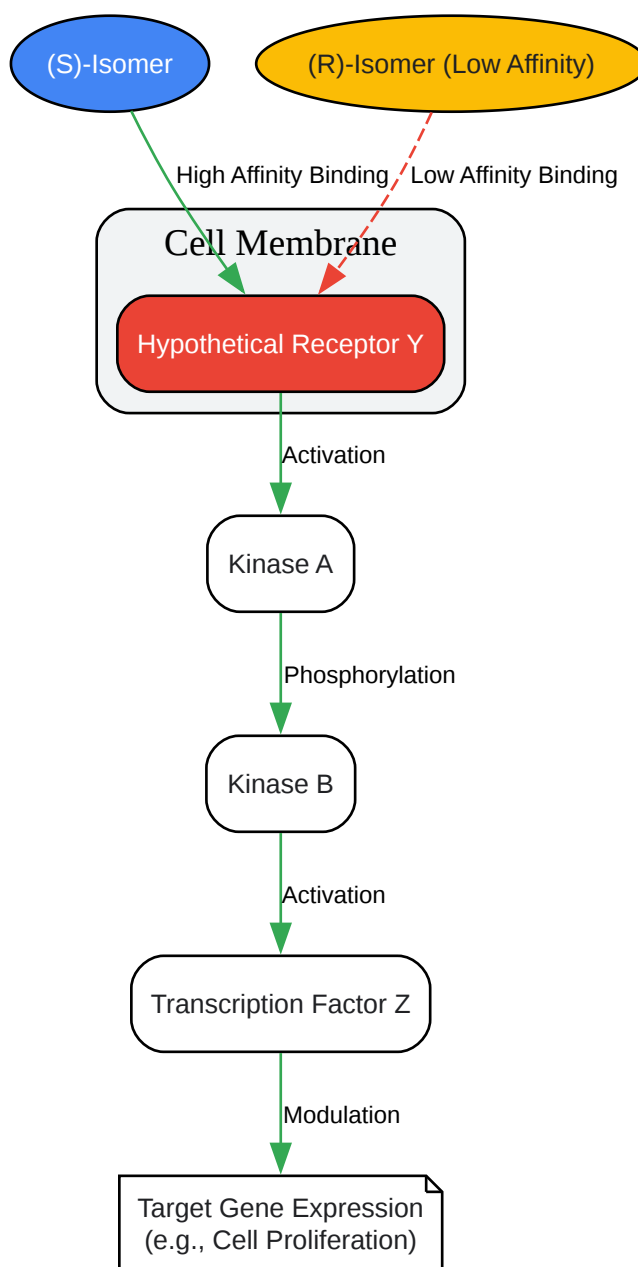 (S)-Isomer
(R)-Isomer (Low Affinity)
High Affinity Binding
Low Affinity Binding
Cell Membrane
Hypothetical Receptor Y
Activation
Kinase A
Phosphorylation
Kinase B
Activation
Transcription Factor Z
Modulation
Target Gene Expression
(e.g., Cell Proliferation)